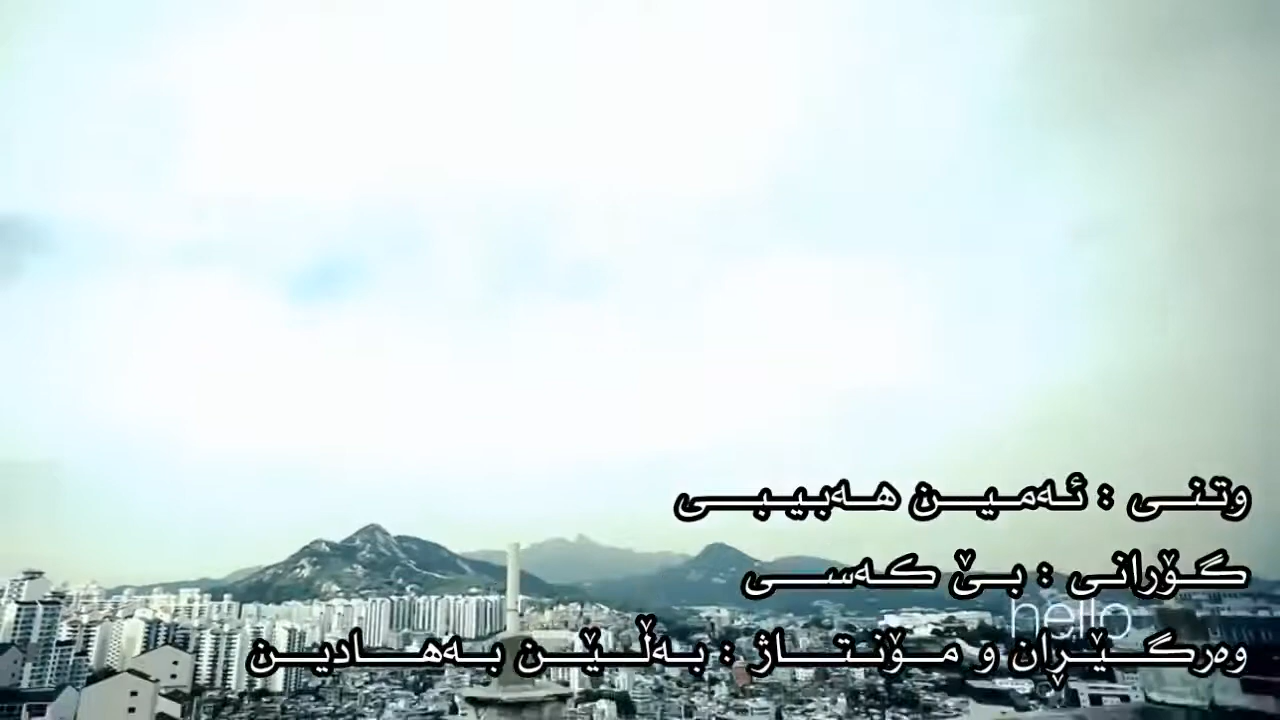 وتنی : ئەمین هەبیبی
گۆرانی : بێ کەسی
hello
وەرگێڕان و مۆنتاژ : بەڵێن بەهادین